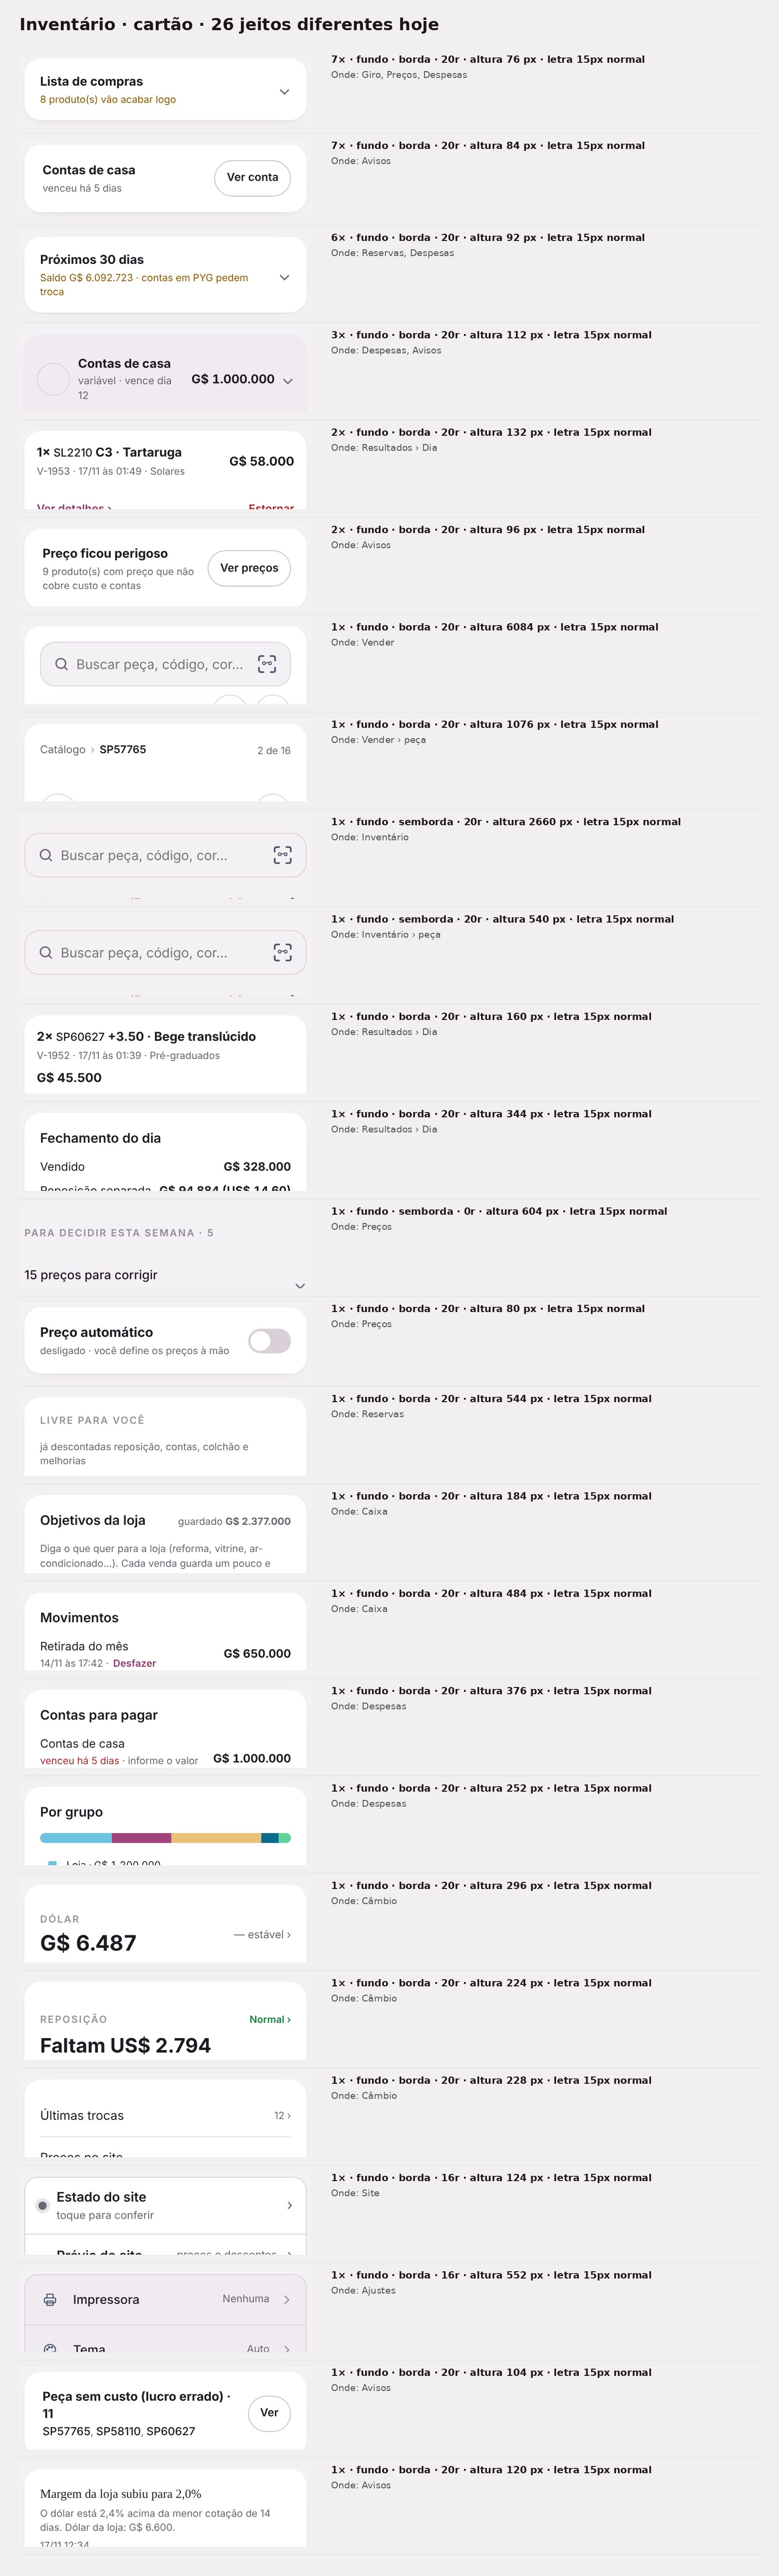 Inventário · cartão · 26 jeitos diferentes hoje
Lista de compras
8 produto(s) vão acabar logo
7× · fundo · borda · 20r · altura 76 px · letra 15px normal
Onde: Giro, Preços, Despesas
Contas de casa
venceu há 5 dias
Ver conta
7× · fundo · borda · 20r · altura 84 px · letra 15px normal
Onde: Avisos
Próximos 30 dias
Saldo G$ 6.092.723 · contas em PYG pedem
troca
6× · fundo · borda · 20r · altura 92 px · letra 15px normal
Onde: Reservas, Despesas
Contas de casa
variável · vence dia
12
G$ 1.000.000
3× · fundo · borda · 20r · altura 112 px · letra 15px normal
Onde: Despesas, Avisos
1× SL2210 C3 · Tartaruga
V-1953 · 17/11 às 01:49 · Solares
G$ 58.000
Ver detalhes ›
Estornar
2× · fundo · borda · 20r · altura 132 px · letra 15px normal
Onde: Resultados › Dia
Preço ficou perigoso
9 produto(s) com preço que não
cobre custo e contas
Ver preços
2× · fundo · borda · 20r · altura 96 px · letra 15px normal
Onde: Avisos
Buscar peça, código, cor...
1× · fundo · borda · 20r · altura 6084 px · letra 15px normal
Onde: Vender
Catálogo › SP57765
2 de 16
1× · fundo · borda · 20r · altura 1076 px · letra 15px normal
Onde: Vender › peça
Buscar peça, código, cor...
1× · fundo · semborda · 20r · altura 2660 px · letra 15px normal
Onde: Inventário
Buscar peça, código, cor...
1× · fundo · semborda · 20r · altura 540 px · letra 15px normal
Onde: Inventário › peça
2× SP60627 +3.50 · Bege translúcido
V-1952 · 17/11 às 01:39 · Pré-graduados
G$ 45.500
1× · fundo · borda · 20r · altura 160 px · letra 15px normal
Onde: Resultados › Dia
Fechamento do dia
Vendido
G$ 328.000
Reposição separada G$ 94.884 (US$ 14,60)
1× · fundo · borda · 20r · altura 344 px · letra 15px normal
Onde: Resultados › Dia
PARA DECIDIR ESTA SEMANA · 5
15 preços para corrigir
1× · fundo · semborda · 0r · altura 604 px · letra 15px normal
Onde: Preços
Preço automático
desligado · você define os preços à mão
1× · fundo · borda · 20r · altura 80 px · letra 15px normal
Onde: Preços
LIVRE PARA VOCÊ
já descontadas reposição, contas, colchão e
melhorias
1× · fundo · borda · 20r · altura 544 px · letra 15px normal
Onde: Reservas
Objetivos da loja
guardado G$ 2.377.000
Diga o que quer para a loja (reforma, vitrine, ar-
condicionado...). Cada venda guarda um pouco e
1× · fundo · borda · 20r · altura 184 px · letra 15px normal
Onde: Caixa
Movimentos
Retirada do mês
14/11 às 17:42 · Desfazer
G$ 650.000
1× · fundo · borda · 20r · altura 484 px · letra 15px normal
Onde: Caixa
Contas para pagar
Contas de casa
venceu há 5 dias · informe o valor
G$ 1.000.000
1× · fundo · borda · 20r · altura 376 px · letra 15px normal
Onde: Despesas
Por grupo
Loja · G$ 1.200.000
1× · fundo · borda · 20r · altura 252 px · letra 15px normal
Onde: Despesas
DÓLAR
G$ 6.487
— estável ›
1× · fundo · borda · 20r · altura 296 px · letra 15px normal
Onde: Câmbio
REPOSIÇÃO
Normal ›
Faltam US$ 2.794
1× · fundo · borda · 20r · altura 224 px · letra 15px normal
Onde: Câmbio
Últimas trocas
12 ›
Preços no site
1× · fundo · borda · 20r · altura 228 px · letra 15px normal
Onde: Câmbio
Estado do site
toque para conferir
Prévia do site
preços e descontos
1× · fundo · borda · 16r · altura 124 px · letra 15px normal
Onde: Site
Impressora
Nenhuma
Tema
Auto
1× · fundo · borda · 16r · altura 552 px · letra 15px normal
Onde: Ajustes
Peça sem custo (lucro errado) ·
11
SP57765, SP58110, SP60627
Ver
1× · fundo · borda · 20r · altura 104 px · letra 15px normal
Onde: Avisos
Margem da loja subiu para 2,0%
O dólar está 2,4% acima da menor cotação de 14
dias. Dólar da loja: G$ 6.600.
17/11 12:34
1× · fundo · borda · 20r · altura 120 px · letra 15px normal
Onde: Avisos